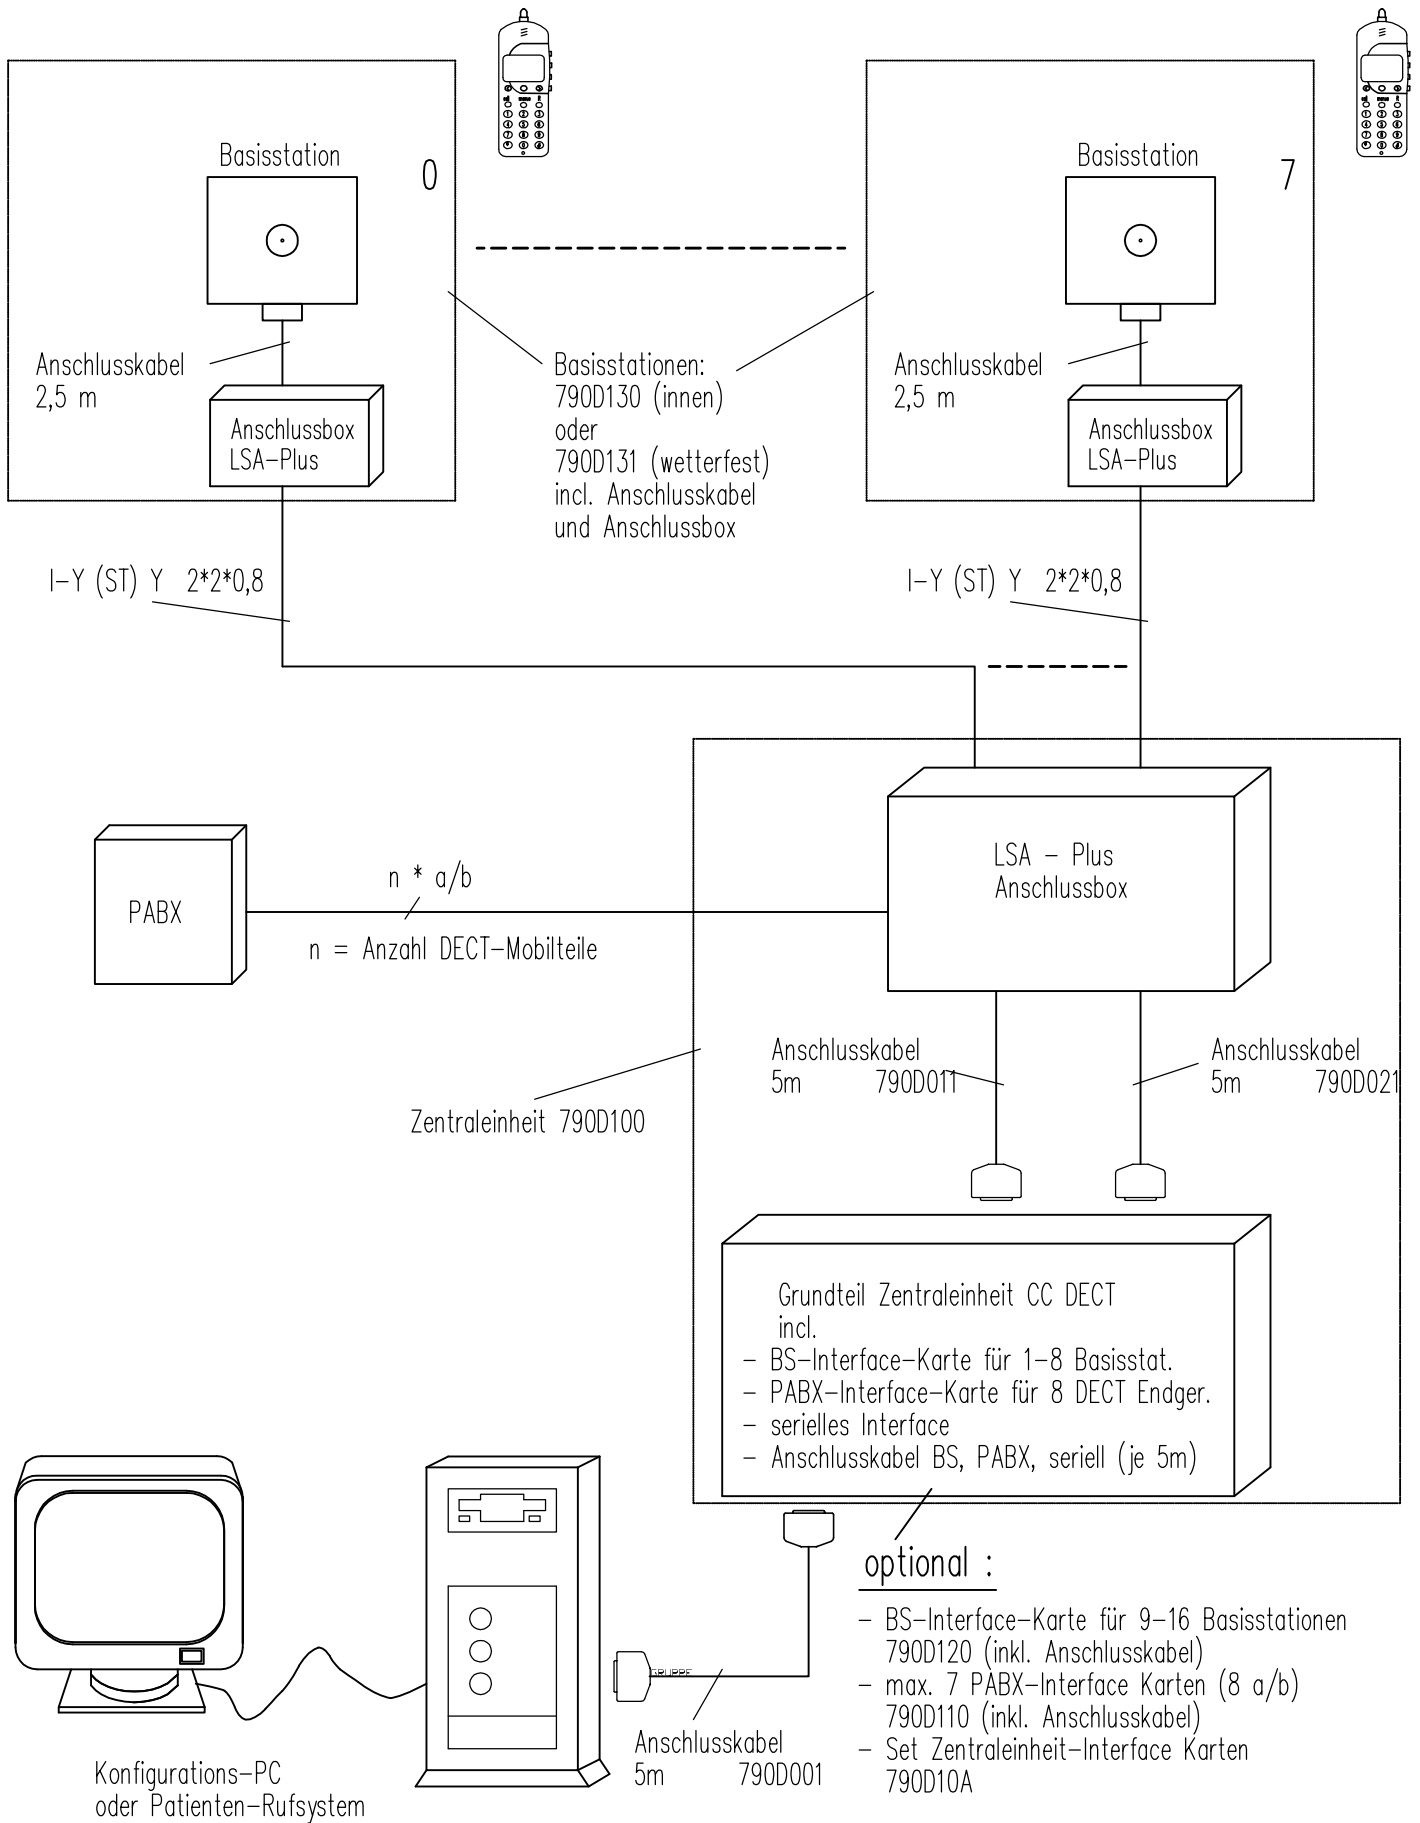 Basisstation
0
Basisstation
7
Anschlusskabel
2,5 m
Anschlussbox
LSA-Plus
Basisstationen:
790D130 (innen)
oder
790D131 (wetterfest)
incl. Anschlusskabel
und Anschlussbox
Anschlusskabel
2,5 m
Anschlussbox
LSA-Plus
I-Y (ST) Y 2*2*0,8
I-Y (ST) Y 2*2*0,8
LSA - Plus
Anschlussbox
PABX
n * a/b
n = Anzahl DECT-Mobilteile
Anschlusskabel
5m 790D011
Anschlusskabel
5m 790D021
Zentraleinheit 790D100
Grundteil Zentraleinheit CC DECT
incl.
- BS-Interface-Karte für 1-8 Basisstat.
- PABX-Interface-Karte für 8 DECT Endger.
- serielles Interface
- Anschlusskabel BS, PABX, seriell (je 5m)
optional :
- BS-Interface-Karte für 9-16 Basisstationen
790D120 (inkl. Anschlusskabel)
- max. 7 PABX-Interface Karten (8 a/b)
790D110 (inkl. Anschlusskabel)
- Set Zentraleinheit-Interface Karten
790D10A
GRUPPE
Anschlusskabel
5m 790D001
Konfigurations-PC
oder Patienten-Rufsystem